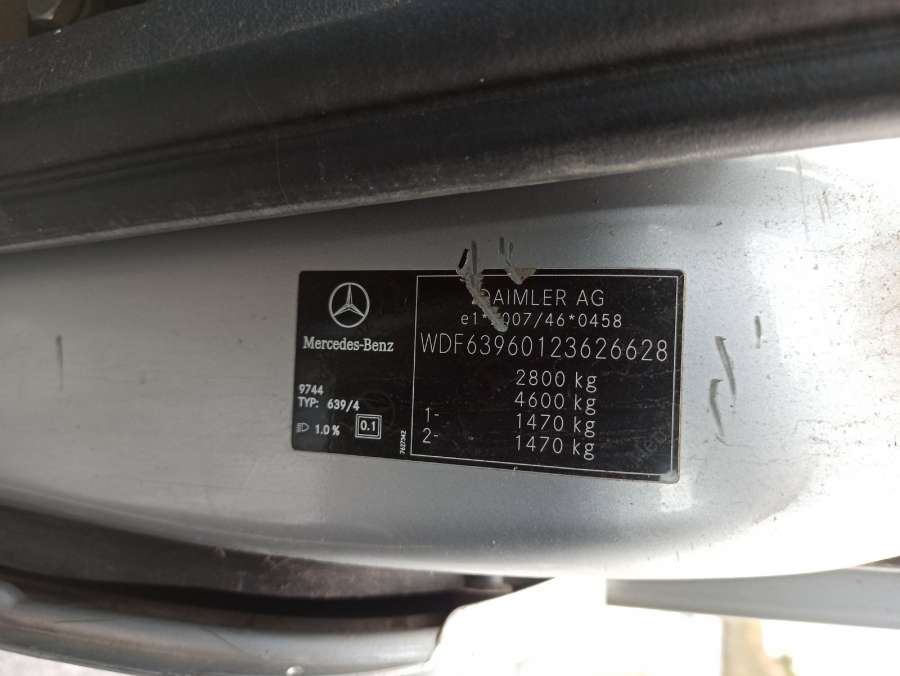 Mercedes-Benz
9744
TYP: 639/4
1.0 %
0.1
7627342
DAIMLER AG
e1*2007/46*0458
WDF63960123626628
2800 kg
4600 kg
1- 1470 kg
2- 1470 kg